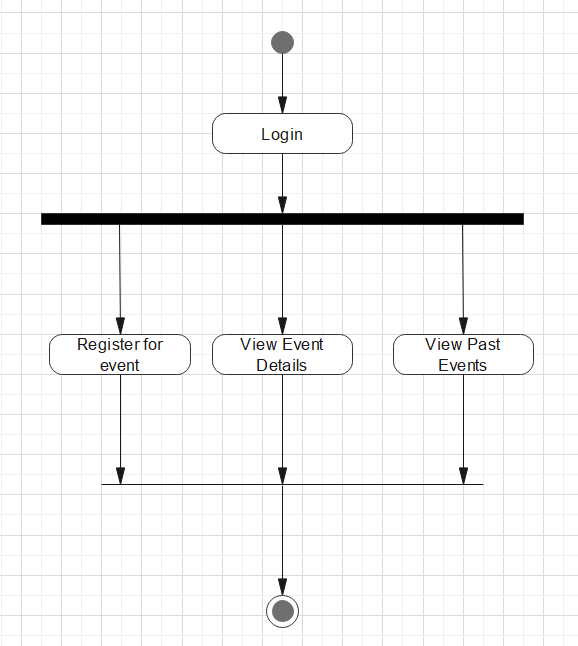 Login
Register for
event
View Event
Details
View Past
Events